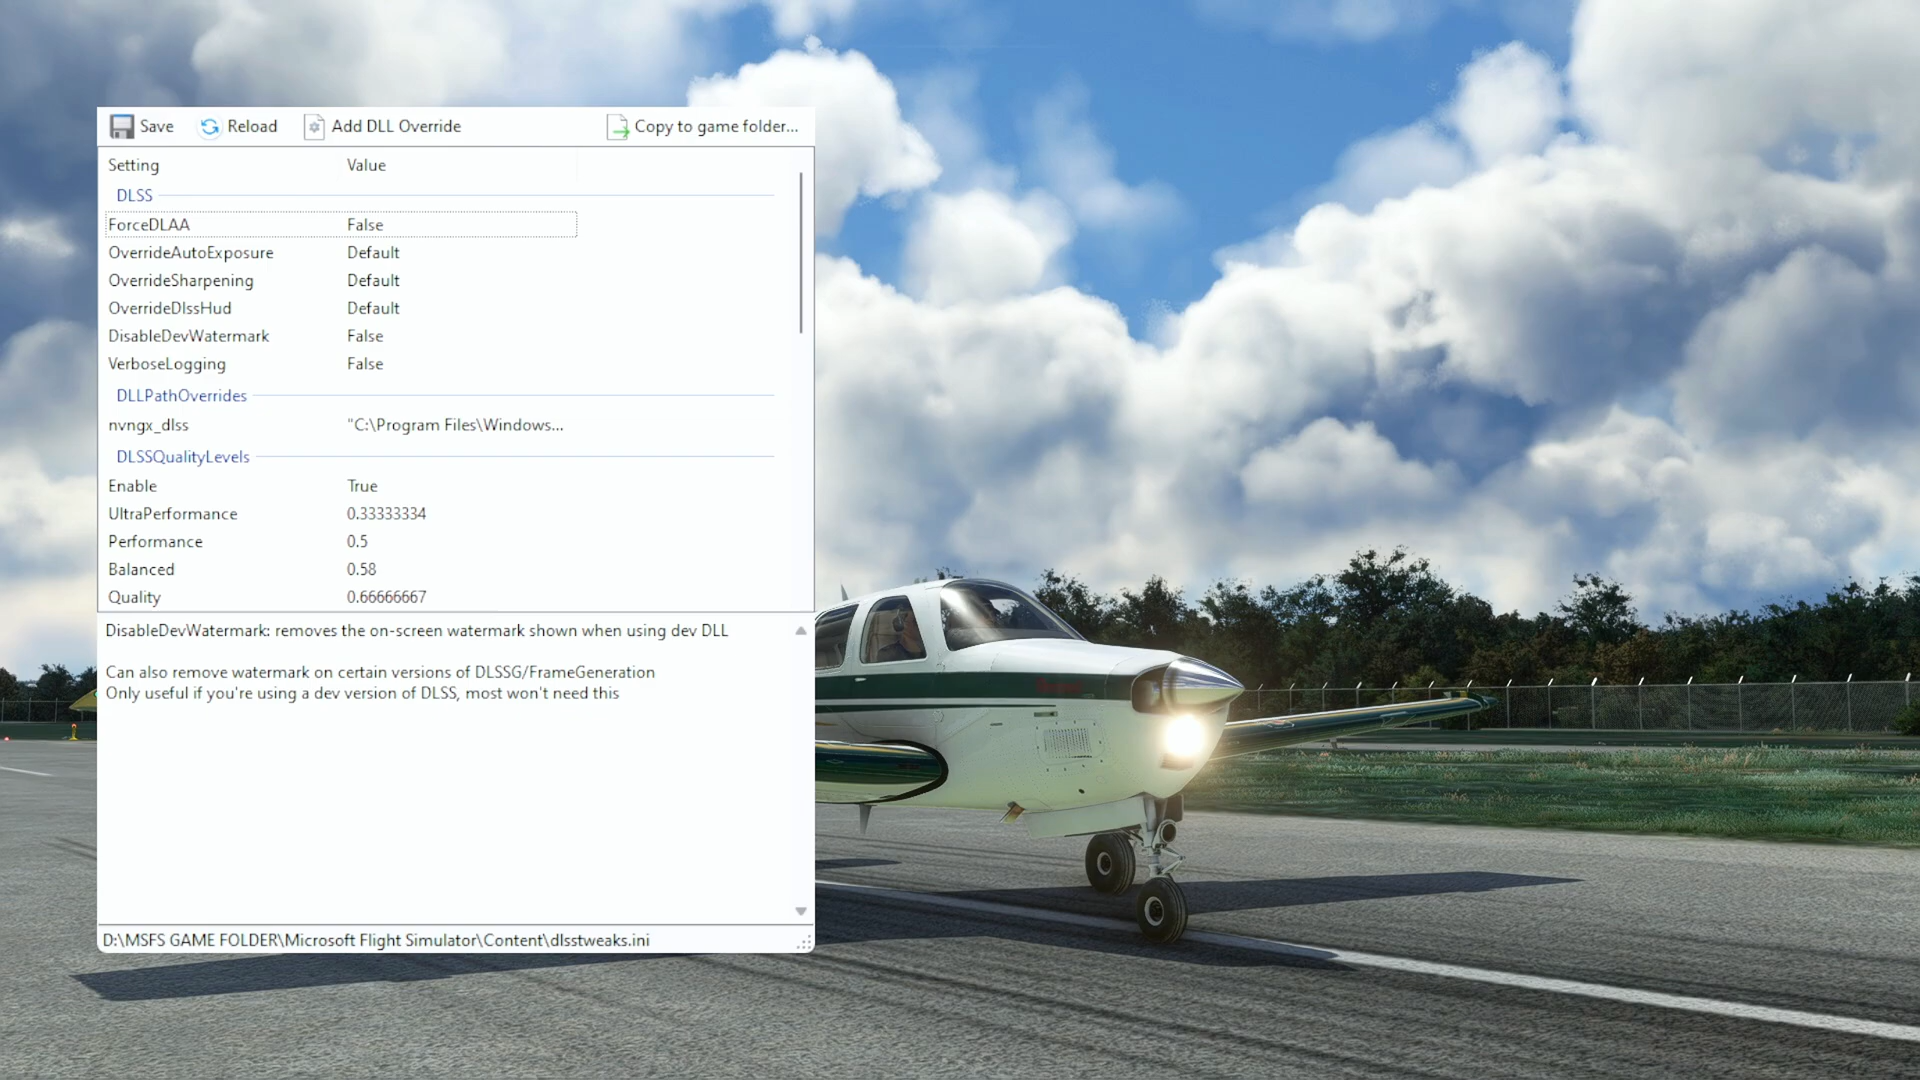 Save Reload Add DLL Override Copy to game folder...
Setting Value
DLSS
ForceDLAA False
OverrideAutoExposure Default
OverrideSharpening Default
OverrideDlssHud Default
DisableDevWatermark False
VerboseLogging False
DLLPathOverrides
nvngx_dlss "C:\Program Files\Windows...
DLSSQualityLevels
Enable True
UltraPerformance 0.33333334
Performance 0.5
Balanced 0.58
Quality 0.66666667
DisableDevWatermark: removes the on-screen watermark shown when using dev DLL
Can also remove watermark on certain versions of DLSSG/FrameGeneration
Only useful if you're using a dev version of DLSS, most won't need this
D:\MSFS GAME FOLDER\Microsoft Flight Simulator\Content\dlsstweaks.ini